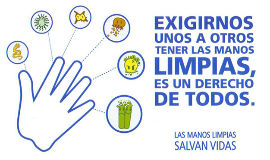 EXIGIRNOS
UNOS A OTROS
TENER LAS MANOS
LIMPIAS,
ES UN DERECHO
DE TODOS.
LAS MANOS LIMPIAS
SALVAN VIDAS